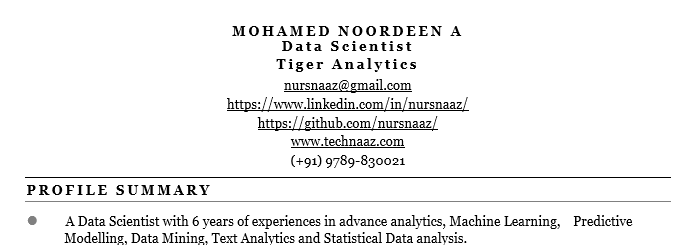 MOHAMED NOORDEEN A
Data Scientist
Tiger Analytics
nursnaaz@gmail.com
https://www.linkedin.com/in/nursnaaz/
https://github.com/nursnaaz/
www.technaaz.com
(+91) 9789-830021
PROFILE SUMMARY
A Data Scientist with 6 years of experiences in advance analytics, Machine Learning, Predictive
Modelling, Data Mining, Text Analytics and Statistical Data analysis.